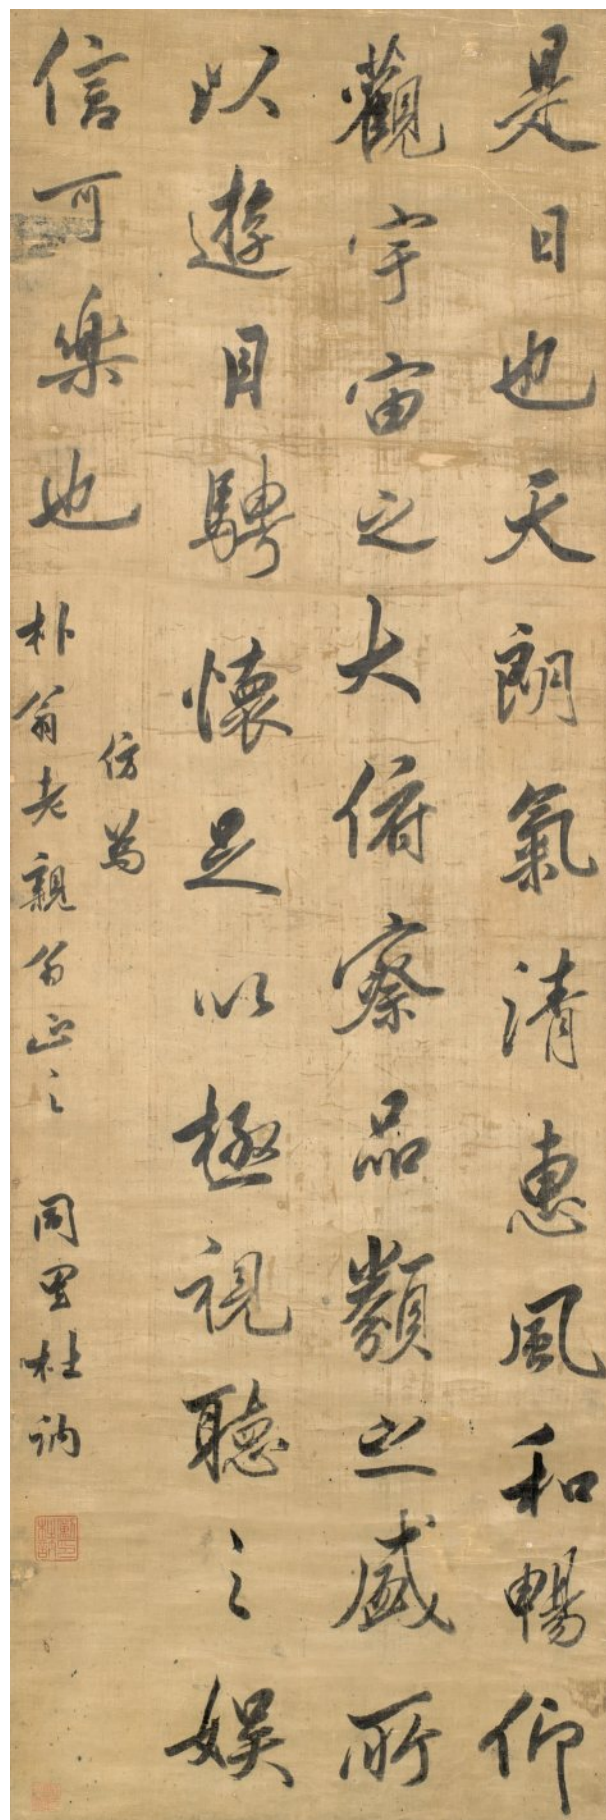 是日也天朗氣清惠風和暢仰
觀宇宙之大俯察品類之盛所
以遊目騁懷足以極視聽之娛
信可樂也
仿為
朴翁老親翁正之 同里杜訥